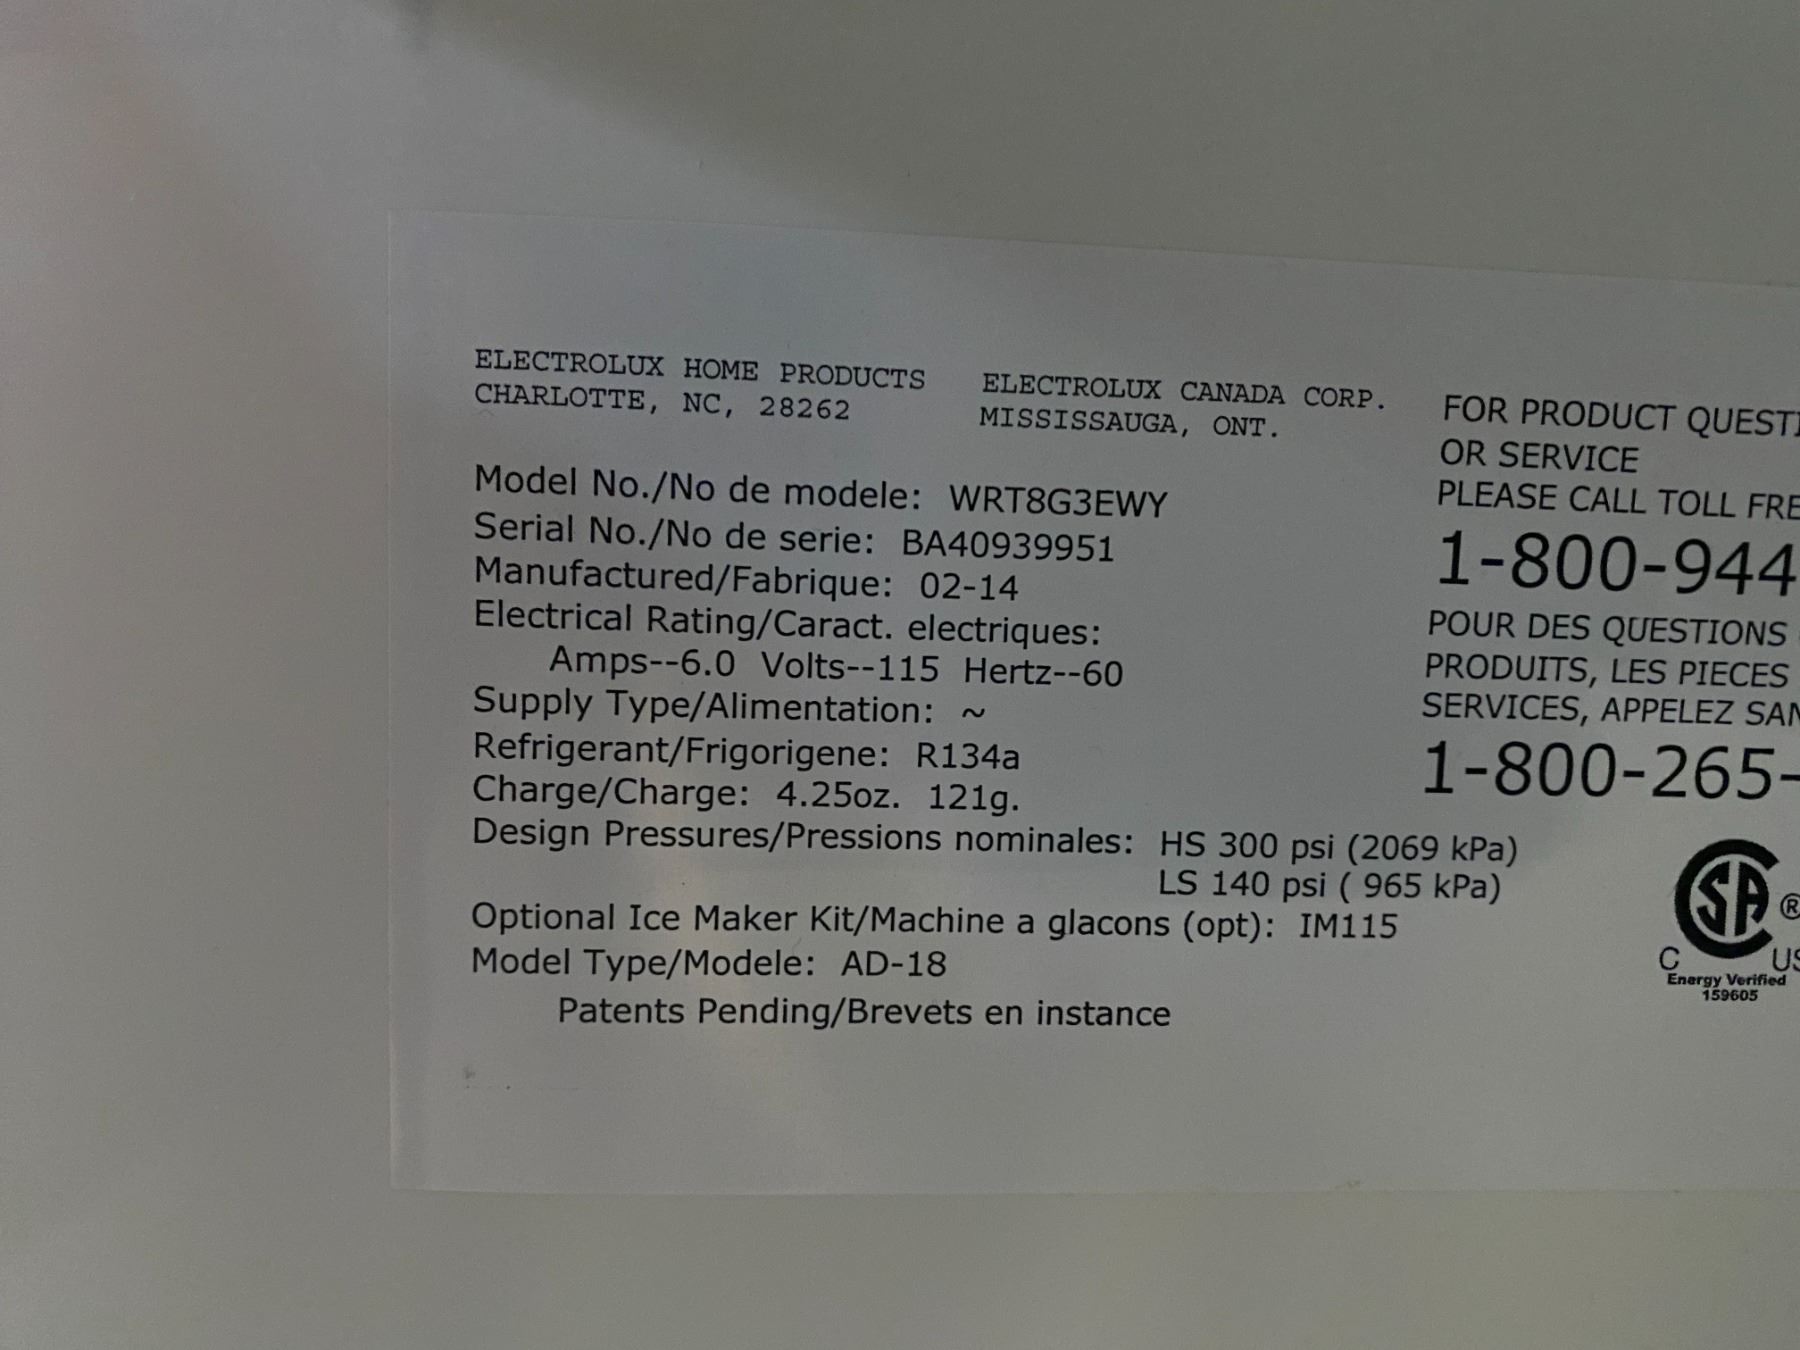 ELECTROLUX HOME PRODUCTS
CHARLOTTE, NC, 28262
ELECTROLUX CANADA CORP.
MISSISSAUGA, ONT.
Model No./No de modele: WRT8G3EWY
Serial No./No de serie: BA40939951
Manufactured/Fabrique: 02-14
Electrical Rating/Caract. electriques:
Amps--6.0 Volts--115 Hertz--60
Supply Type/Alimentation: ~
Refrigerant/Frigorigene: R134a
Charge/Charge: 4.25oz. 121g.
Design Pressures/Pressions nominales: HS 300 psi (2069 kPa)
LS 140 psi ( 965 kPa)
Optional Ice Maker Kit/Machine a glacons (opt): IM115
Model Type/Modele: AD-18
Patents Pending/Brevets en instance
FOR PRODUCT QUESTI
OR SERVICE
PLEASE CALL TOLL FRE
1-800-944
POUR DES QUESTIONS
PRODUITS, LES PIECES
SERVICES, APPELEZ SAN
1-800-265-
CSA ®
C US
Energy Verified
159605